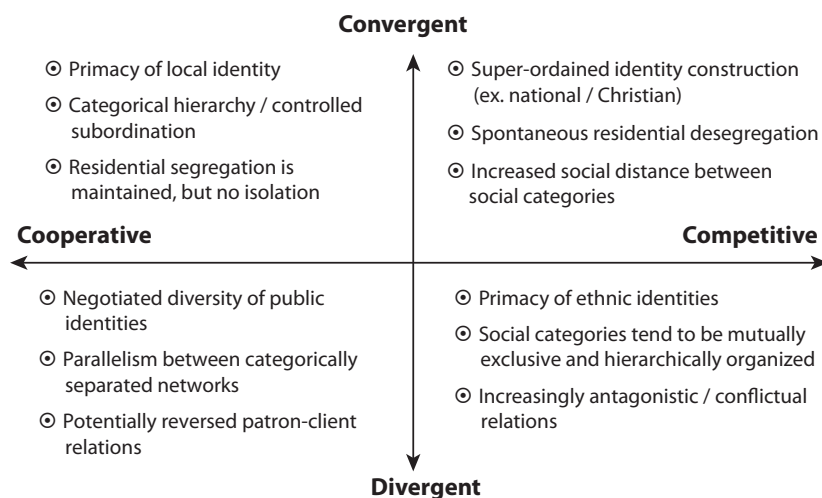 Convergent
⦿ Primacy of local identity
⦿ Categorical hierarchy / controlled
subordination
⦿ Residential segregation is
maintained, but no isolation
⦿ Super-ordained identity construction
(ex. national / Christian)
⦿ Spontaneous residential desegregation
⦿ Increased social distance between
social categories
Cooperative
Competitive
⦿ Negotiated diversity of public
identities
⦿ Parallelism between categorically
separated networks
⦿ Potentially reversed patron-client
relations
⦿ Primacy of ethnic identities
⦿ Social categories tend to be mutually
exclusive and hierarchically organized
⦿ Increasingly antagonistic / conflictual
relations
Divergent